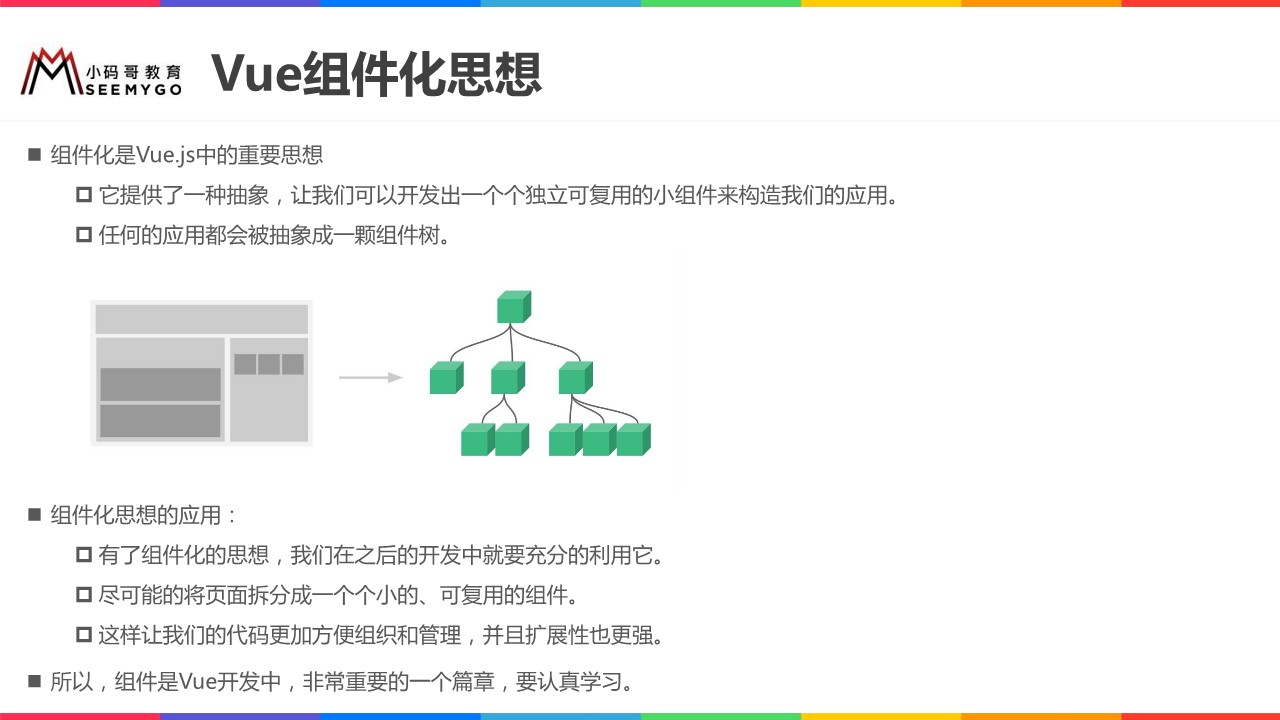 小码哥教育
SEEMYGO
Vue组件化思想
组件化是Vue.js中的重要思想
它提供了一种抽象，让我们可以开发出一个个独立可复用的小组件来构造我们的应用。
任何的应用都会被抽象成一颗组件树。
组件化思想的应用：
有了组件化的思想，我们在之后的开发中就要充分的利用它。
尽可能的将页面拆分成一个个小的、可复用的组件。
这样让我们的代码更加方便组织和管理，并且扩展性也更强。
所以，组件是Vue开发中，非常重要的一个篇章，要认真学习。